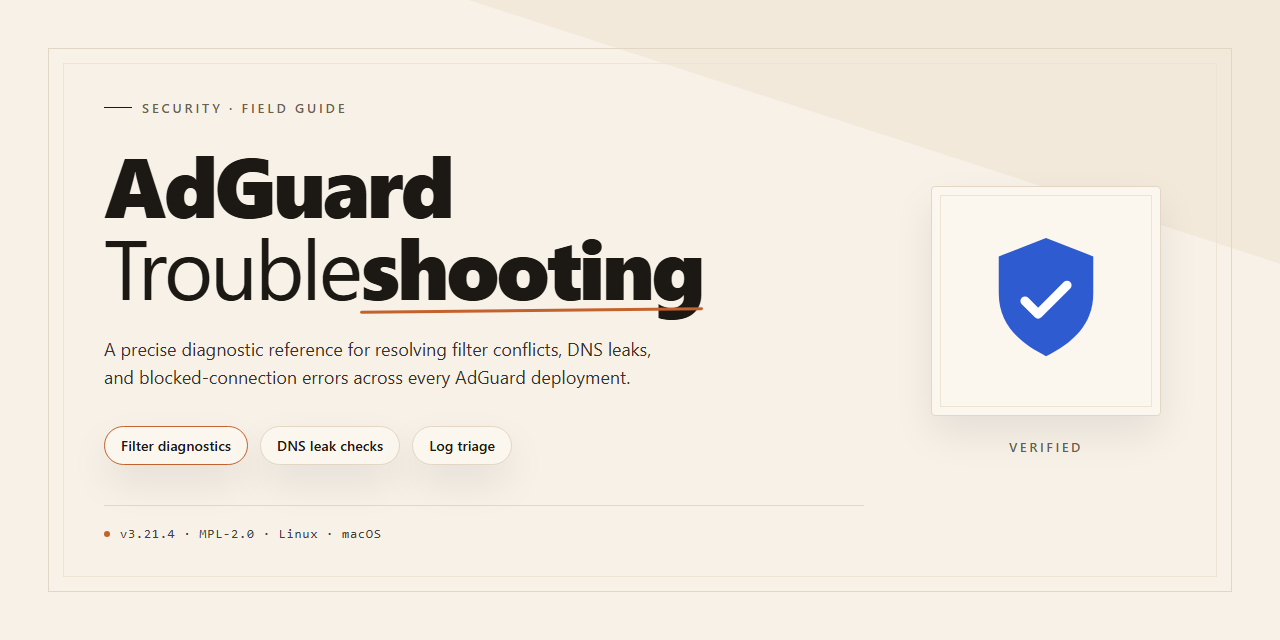 SECURITY · FIELD GUIDE
AdGuard
Troubleshooting
A precise diagnostic reference for resolving filter conflicts, DNS leaks,
and blocked-connection errors across every AdGuard deployment.
Filter diagnostics
DNS leak checks
Log triage
VERIFIED
v3.21.4 · MPL-2.0 · Linux · macOS